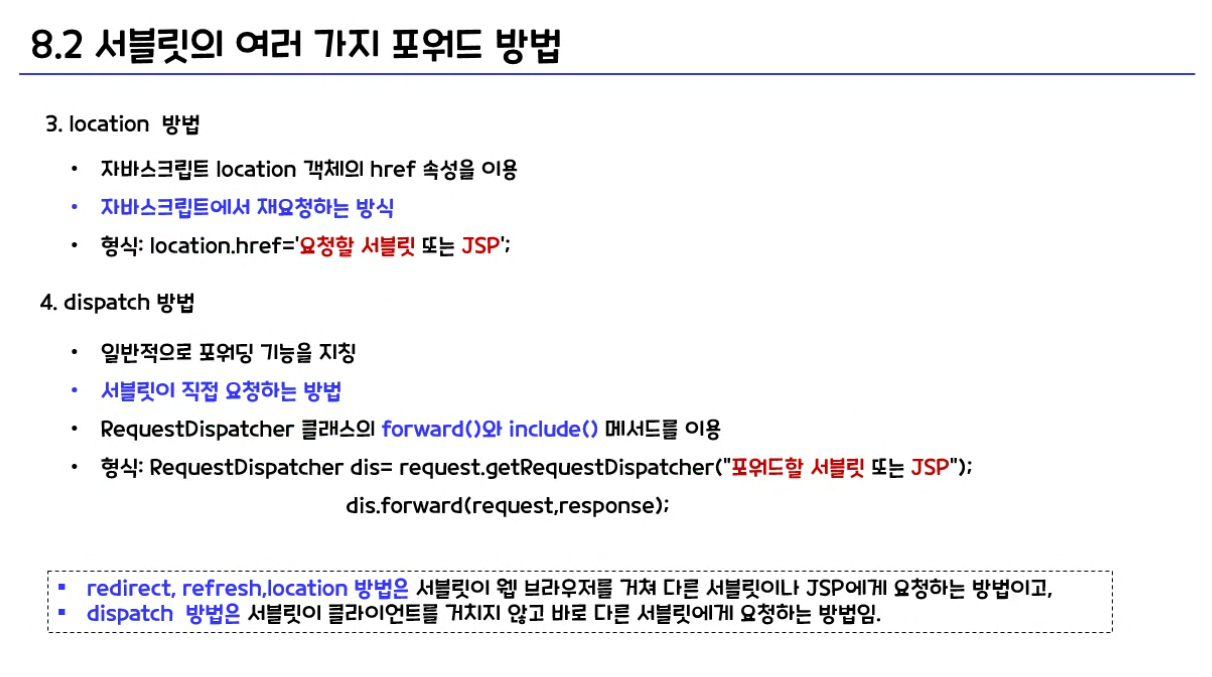 8.2 서블릿의 여러 가지 포워드 방법
3. location 방법
• 자바스크립트 location 객체의 href 속성을 이용
• 자바스크립트에서 재요청하는 방식
• 형식: location.href='요청할 서블릿 또는 JSP';
4. dispatch 방법
• 일반적으로 포워딩 기능을 지칭
• 서블릿이 직접 요청하는 방법
• RequestDispatcher 클래스의 forward()와 include() 메서드를 이용
• 형식: RequestDispatcher dis= request.getRequestDispatcher("포워드할 서블릿 또는 JSP");
dis.forward(request,response);
▪ redirect, refresh,location 방법은 서블릿이 웹 브라우저를 거쳐 다른 서블릿이나 JSP에게 요청하는 방법이고,
▪ dispatch 방법은 서블릿이 클라이언트를 거치지 않고 바로 다른 서블릿에게 요청하는 방법임.